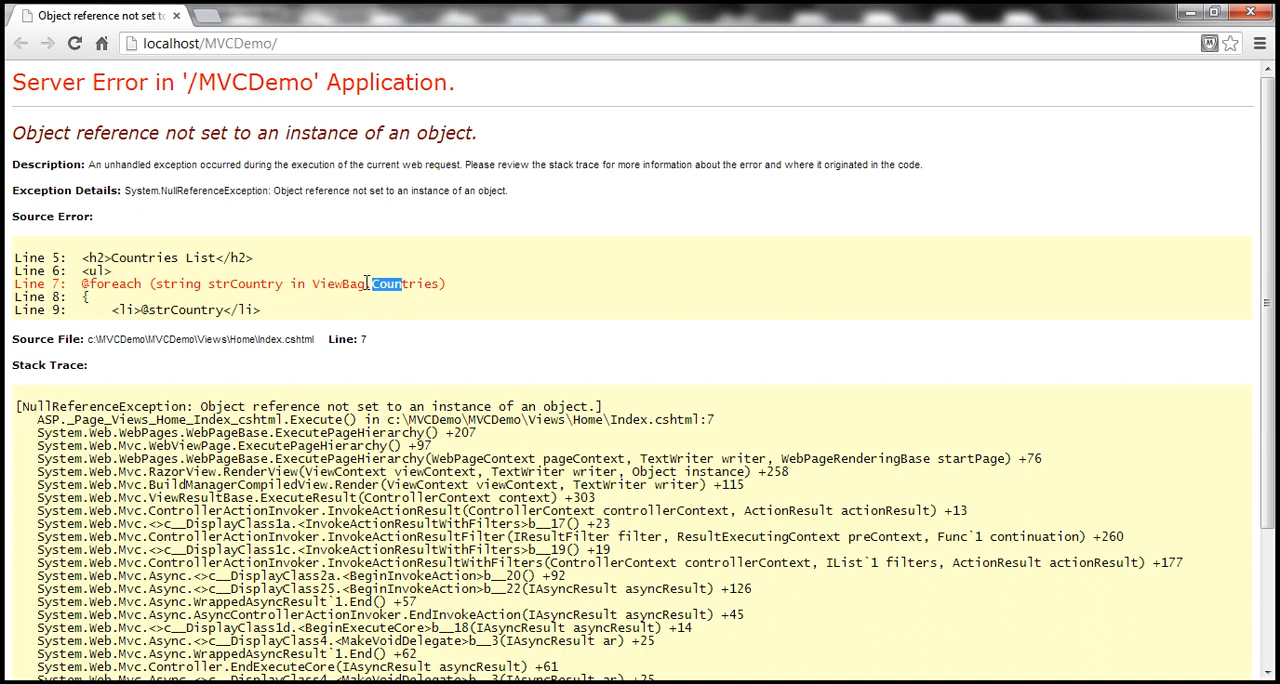 Object reference not set to
localhost/MVCDemo/
Server Error in '/MVCDemo' Application.
Object reference not set to an instance of an object.
Description: An unhandled exception occurred during the execution of the current web request. Please review the stack trace for more information about the error and where it originated in the code.
Exception Details: System.NullReferenceException: Object reference not set to an instance of an object.
Source Error:
Line 5:  <h2>Countries List</h2>
Line 6:  <ul>
Line 7:  @foreach (string strCountry in ViewBag.Countries)
Line 8:  {
Line 9:      <li>@strCountry</li>
Source File: c:\MVCDemo\MVCDemo\Views\Home\Index.cshtml    Line: 7
Stack Trace:
[NullReferenceException: Object reference not set to an instance of an object.]
ASP._Page_Views_Home_Index_cshtml.Execute() in c:\MVCDemo\MVCDemo\Views\Home\Index.cshtml:7
System.Web.WebPages.WebPageBase.ExecutePageHierarchy() +207
System.Web.Mvc.WebViewPage.ExecutePageHierarchy() +97
System.Web.WebPages.WebPageBase.ExecutePageHierarchy(WebPageContext pageContext, TextWriter writer, WebPageRenderingBase startPage) +76
System.Web.Mvc.RazorView.RenderView(ViewContext viewContext, TextWriter writer, Object instance) +258
System.Web.Mvc.BuildManagerCompiledView.Render(ViewContext viewContext, TextWriter writer) +115
System.Web.Mvc.ViewResultBase.ExecuteResult(ControllerContext context) +303
System.Web.Mvc.ControllerActionInvoker.InvokeActionResult(ControllerContext controllerContext, ActionResult actionResult) +13
System.Web.Mvc.<>c__DisplayClass1a.<InvokeActionResultWithFilters>b__17() +23
System.Web.Mvc.ControllerActionInvoker.InvokeActionResultFilter(IResultFilter filter, ResultExecutingContext preContext, Func`1 continuation) +260
System.Web.Mvc.<>c__DisplayClass1c.<InvokeActionResultWithFilters>b__19() +19
System.Web.Mvc.ControllerActionInvoker.InvokeActionResultWithFilters(ControllerContext controllerContext, IList`1 filters, ActionResult actionResult) +177
System.Web.Mvc.Async.<>c__DisplayClass2a.<BeginInvokeAction>b__20() +92
System.Web.Mvc.Async.<>c__DisplayClass25.<BeginInvokeAction>b__22(IAsyncResult asyncResult) +126
System.Web.Mvc.Async.WrappedAsyncResult`1.End() +57
System.Web.Mvc.Async.AsyncControllerActionInvoker.EndInvokeAction(IAsyncResult asyncResult) +45
System.Web.Mvc.<>c__DisplayClass1d.<BeginExecuteCore>b__18(IAsyncResult asyncResult) +14
System.Web.Mvc.Async.<>c__DisplayClass4.<MakeVoidDelegate>b__3(IAsyncResult ar) +25
System.Web.Mvc.Async.WrappedAsyncResult`1.End() +62
System.Web.Mvc.Controller.EndExecuteCore(IAsyncResult asyncResult) +61
System.Web.Mvc.Async.<>c__DisplayClass4.<MakeVoidDelegate>b__3(IAsyncResult ar) +25